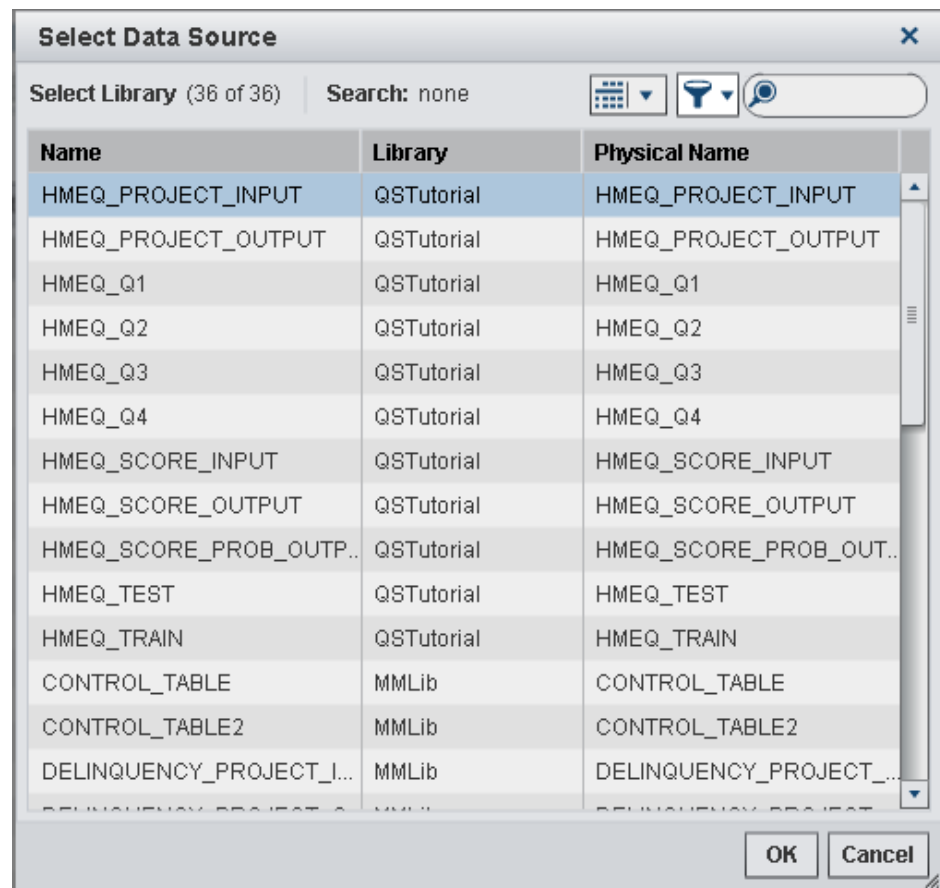 Select Data Source
Select Library (36 of 36) Search: none
Name Library Physical Name
HMEQ_PROJECT_INPUT QSTutorial HMEQ_PROJECT_INPUT
HMEQ_PROJECT_OUTPUT QSTutorial HMEQ_PROJECT_OUTPUT
HMEQ_Q1 QSTutorial HMEQ_Q1
HMEQ_Q2 QSTutorial HMEQ_Q2
HMEQ_Q3 QSTutorial HMEQ_Q3
HMEQ_Q4 QSTutorial HMEQ_Q4
HMEQ_SCORE_INPUT QSTutorial HMEQ_SCORE_INPUT
HMEQ_SCORE_OUTPUT QSTutorial HMEQ_SCORE_OUTPUT
HMEQ_SCORE_PROB_OUTP.. QSTutorial HMEQ_SCORE_PROB_OUT..
HMEQ_TEST QSTutorial HMEQ_TEST
HMEQ_TRAIN QSTutorial HMEQ_TRAIN
CONTROL_TABLE MMLib CONTROL_TABLE
CONTROL_TABLE2 MMLib CONTROL_TABLE2
DELINQUENCY_PROJECT_I... MMLib DELINQUENCY_PROJECT_...
OK Cancel